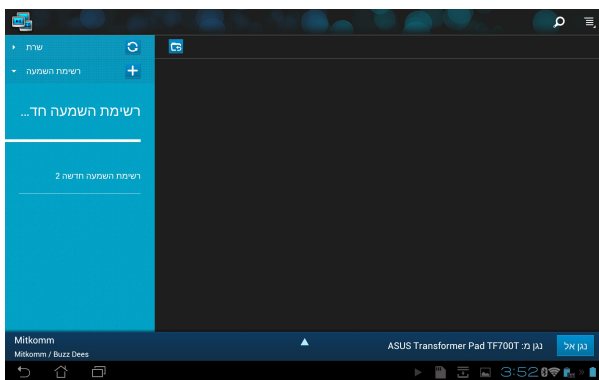 שרת
רשימת השמעה
רשימת השמעה חד...
רשימת השמעה חדשה 2
Mitkomm
Mitkomm / Buzz Dees
נגן מ: ASUS Transformer Pad TF700T
נגן אל
3:52